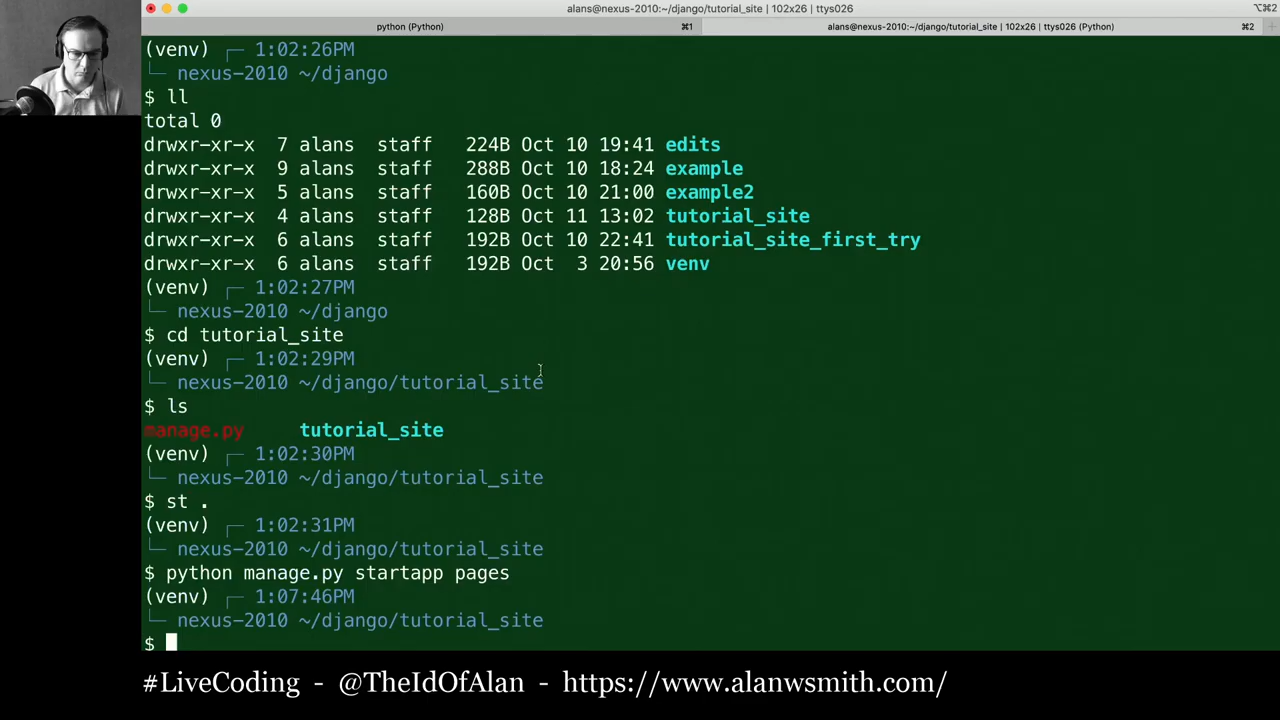 alans@nexus-2010:~/django/tutorial_site | 102x26 | ttys026
⌥⌘2
python (Python) ⌘1 alans@nexus-2010:~/django/tutorial_site | 102x26 | ttys026 (Python) ⌘2 +
(venv) ┌─ 1:02:26PM
└─ nexus-2010 ~/django
$ ll
total 0
drwxr-xr-x 7 alans staff 224B Oct 10 19:41 edits
drwxr-xr-x 9 alans staff 288B Oct 10 18:24 example
drwxr-xr-x 5 alans staff 160B Oct 10 21:00 example2
drwxr-xr-x 4 alans staff 128B Oct 11 13:02 tutorial_site
drwxr-xr-x 6 alans staff 192B Oct 10 22:41 tutorial_site_first_try
drwxr-xr-x 6 alans staff 192B Oct 3 20:56 venv
(venv) ┌─ 1:02:27PM
└─ nexus-2010 ~/django
$ cd tutorial_site
(venv) ┌─ 1:02:29PM
└─ nexus-2010 ~/django/tutorial_site
$ ls
manage.py tutorial_site
(venv) ┌─ 1:02:30PM
└─ nexus-2010 ~/django/tutorial_site
$ st .
(venv) ┌─ 1:02:31PM
└─ nexus-2010 ~/django/tutorial_site
$ python manage.py startapp pages
(venv) ┌─ 1:07:46PM
└─ nexus-2010 ~/django/tutorial_site
$
#LiveCoding - @TheIdOfAlan - https://www.alanwsmith.com/